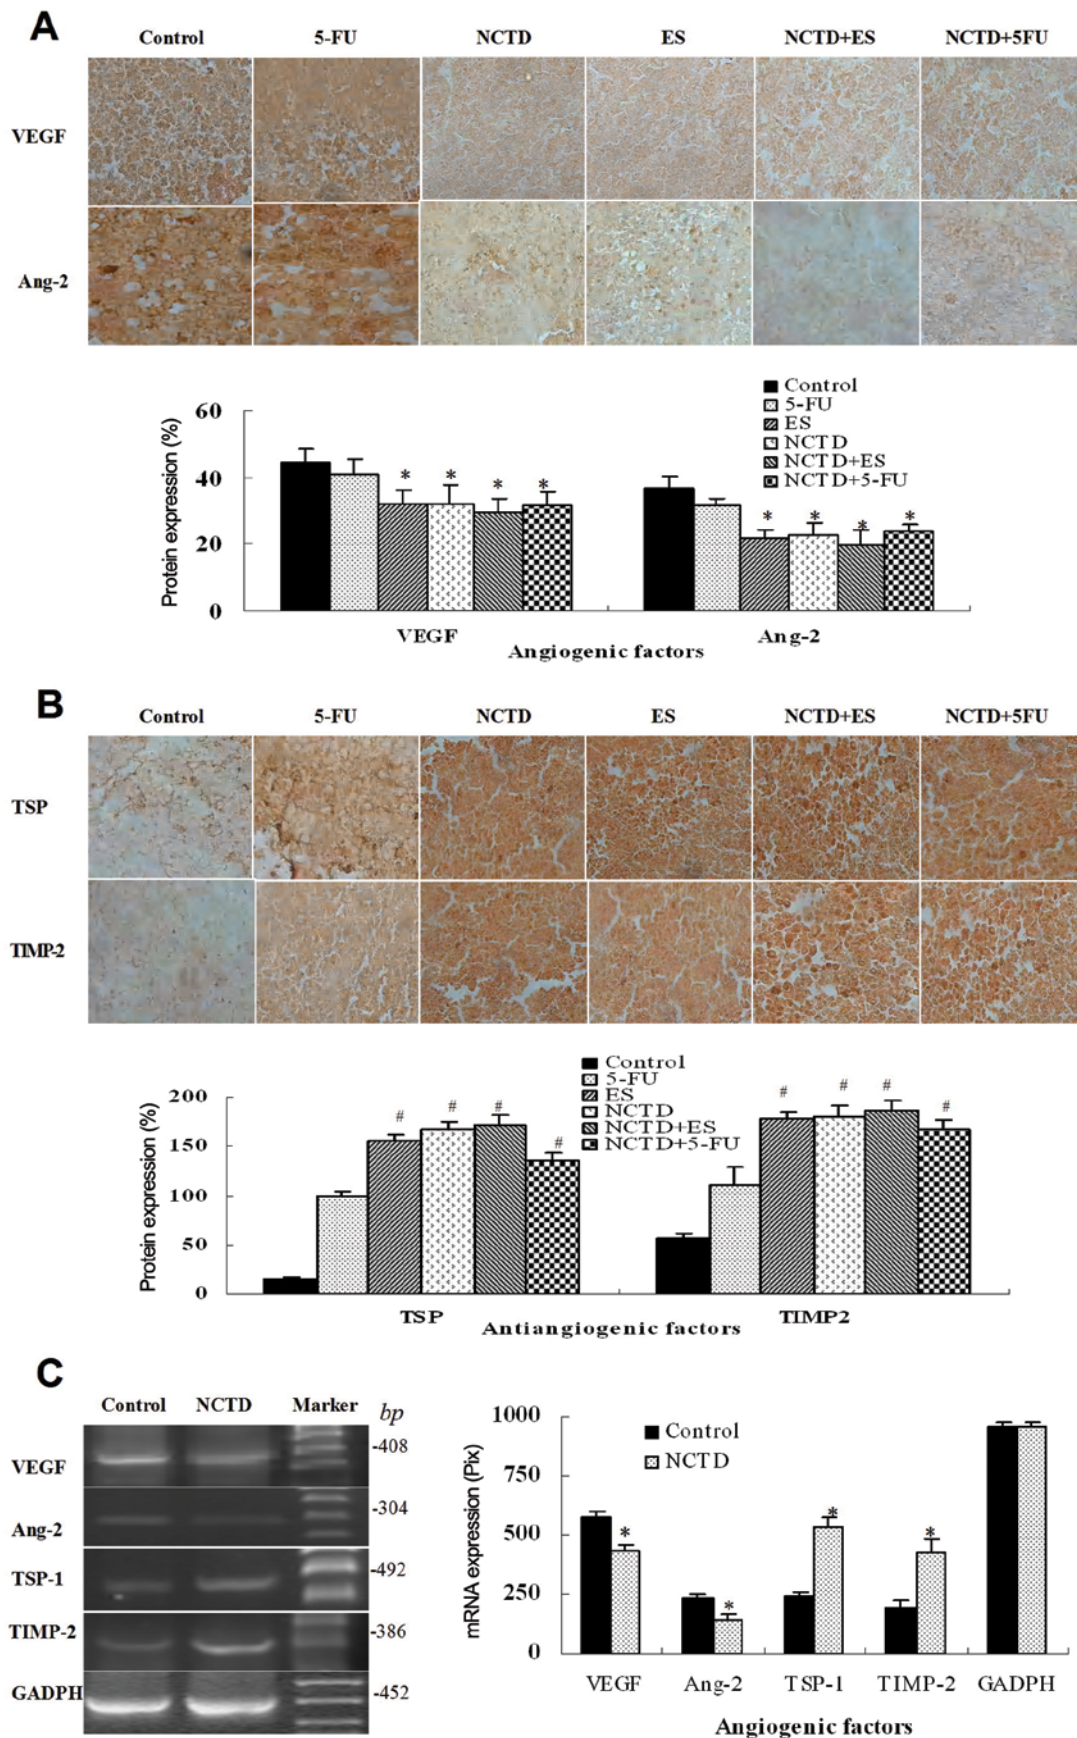 A
Control 5-FU NCTD ES NCTD+ES NCTD+5FU
VEGF
Ang-2
Control
5-FU
ES
NCTD
NCTD+ES
NCTD+5-FU
Protein expression (%)
60
40
20
0
* * * * * * * *
VEGF Ang-2
Angiogenic factors
B
Control 5-FU NCTD ES NCTD+ES NCTD+5FU
TSP
TIMP-2
Control
5-FU
ES
NCTD
NCTD+ES
NCTD+5-FU
Protein expression (%)
200
150
100
50
0
# # # # # # # #
TSP TIMP2
Antiangiogenic factors
C
Control NCTD Marker bp
VEGF -408
Ang-2 -304
TSP-1 -492
TIMP-2 -386
GADPH -452
mRNA expression (Pix)
1000
750
500
250
0
Control
NCTD
* * * *
VEGF Ang-2 TSP-1 TIMP-2 GADPH
Angiogenic factors